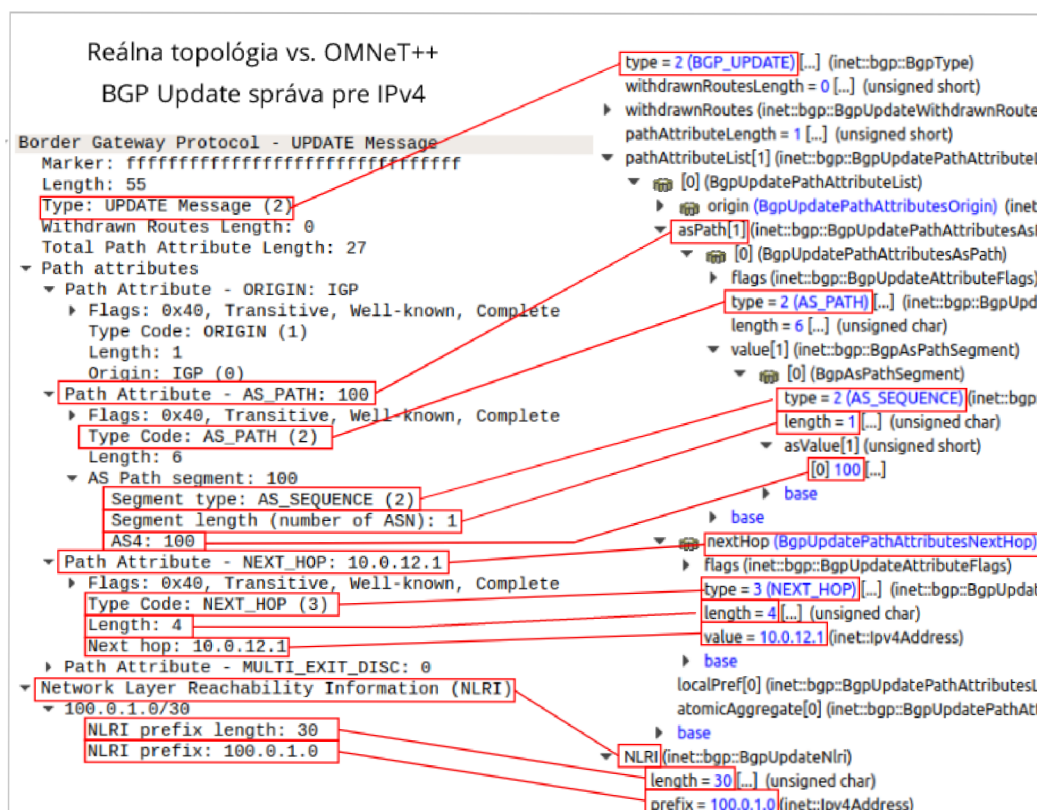 Reálna topológia vs. OMNeT++
BGP Update správa pre IPv4
Border Gateway Protocol - UPDATE Message
Marker: ffffffffffffffffffffffffffffffff
Length: 55
Type: UPDATE Message (2)
Withdrawn Routes Length: 0
Total Path Attribute Length: 27
Path attributes
Path Attribute - ORIGIN: IGP
Flags: 0x40, Transitive, Well-known, Complete
Type Code: ORIGIN (1)
Length: 1
Origin: IGP (0)
Path Attribute - AS_PATH: 100
Flags: 0x40, Transitive, Well-known, Complete
Type Code: AS_PATH (2)
Length: 6
AS Path segment: 100
Segment type: AS_SEQUENCE (2)
Segment length (number of ASN): 1
AS4: 100
Path Attribute - NEXT_HOP: 10.0.12.1
Flags: 0x40, Transitive, Well-known, Complete
Type Code: NEXT_HOP (3)
Length: 4
Next hop: 10.0.12.1
Path Attribute - MULTI_EXIT_DISC: 0
Network Layer Reachability Information (NLRI)
100.0.1.0/30
NLRI prefix length: 30
NLRI prefix: 100.0.1.0
type = 2 (BGP_UPDATE) [...] (inet::bgp::BgpType)
withdrawnRoutesLength = 0 [...] (unsigned short)
withdrawnRoutes (inet::bgp::BgpUpdateWithdrawnRoute
pathAttributeLength = 1 [...] (unsigned short)
pathAttributeList[1] (inet::bgp::BgpUpdatePathAttributeL
[0] (BgpUpdatePathAttributeList)
origin (BgpUpdatePathAttributesOrigin) (inet
asPath[1] (inet::bgp::BgpUpdatePathAttributesAsP
[0] (BgpUpdatePathAttributesAsPath)
flags (inet::bgp::BgpUpdateAttributeFlags)
type = 2 (AS_PATH) [...] (inet::bgp::BgpUpd
length = 6 [...] (unsigned char)
value[1] (inet::bgp::BgpAsPathSegment)
[0] (BgpAsPathSegment)
type = 2 (AS_SEQUENCE) (inet::bgp
length = 1 [...] (unsigned char)
asValue[1] (unsigned short)
[0] 100 [...]
base
base
nextHop (BgpUpdatePathAttributesNextHop)
flags (inet::bgp::BgpUpdateAttributeFlags)
type = 3 (NEXT_HOP) [...] (inet::bgp::BgpUpdat
length = 4 [...] (unsigned char)
value = 10.0.12.1 (inet::Ipv4Address)
base
localPref[0] (inet::bgp::BgpUpdatePathAttributesL
atomicAggregate[0] (inet::bgp::BgpUpdatePathAtt
base
NLRI (inet::bgp::BgpUpdateNlri)
length = 30 [...] (unsigned char)
prefix = 100.0.1.0 (inet::Ipv4Address)